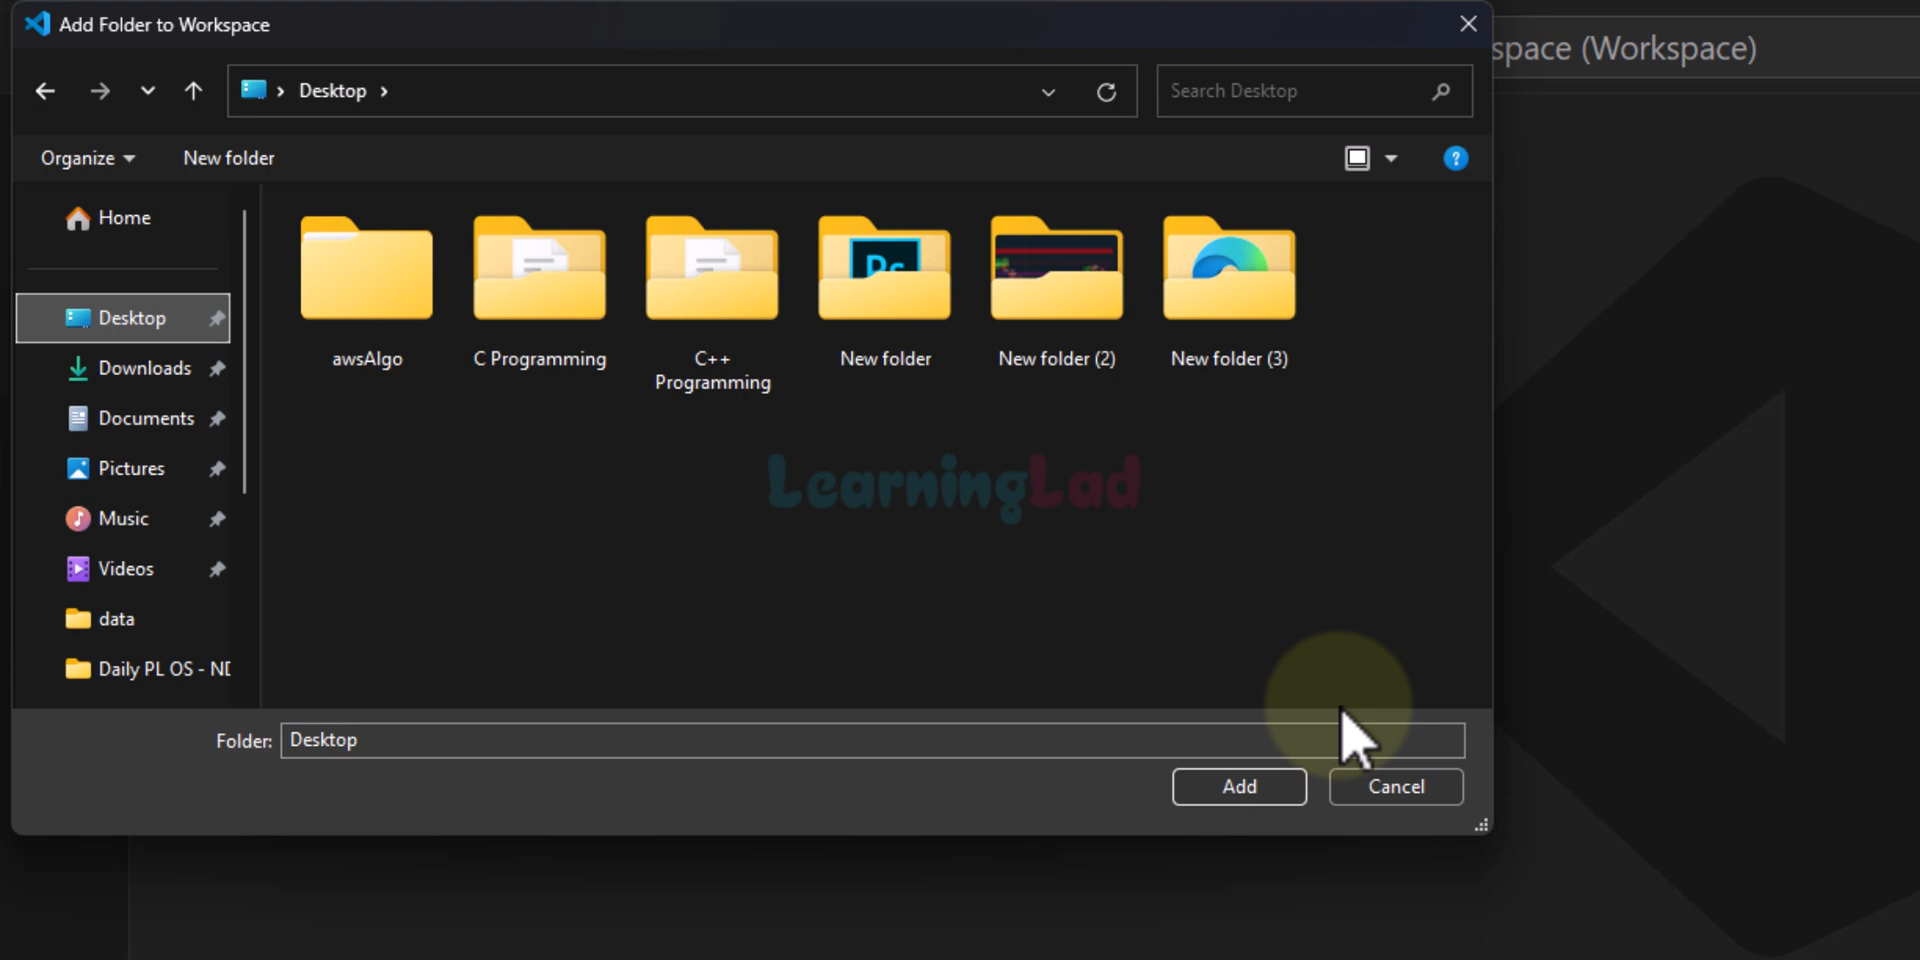 Add Folder to Workspace
space (Workspace)
Desktop
Search Desktop
Organize
New folder
?
Home
Desktop
Downloads
Documents
Pictures
Music
Videos
data
Daily PL OS - ND
Ps
awsAlgo
C Programming
C++
Programming
New folder
New folder (2)
New folder (3)
LearningLad
Folder:
Desktop
Add
Cancel